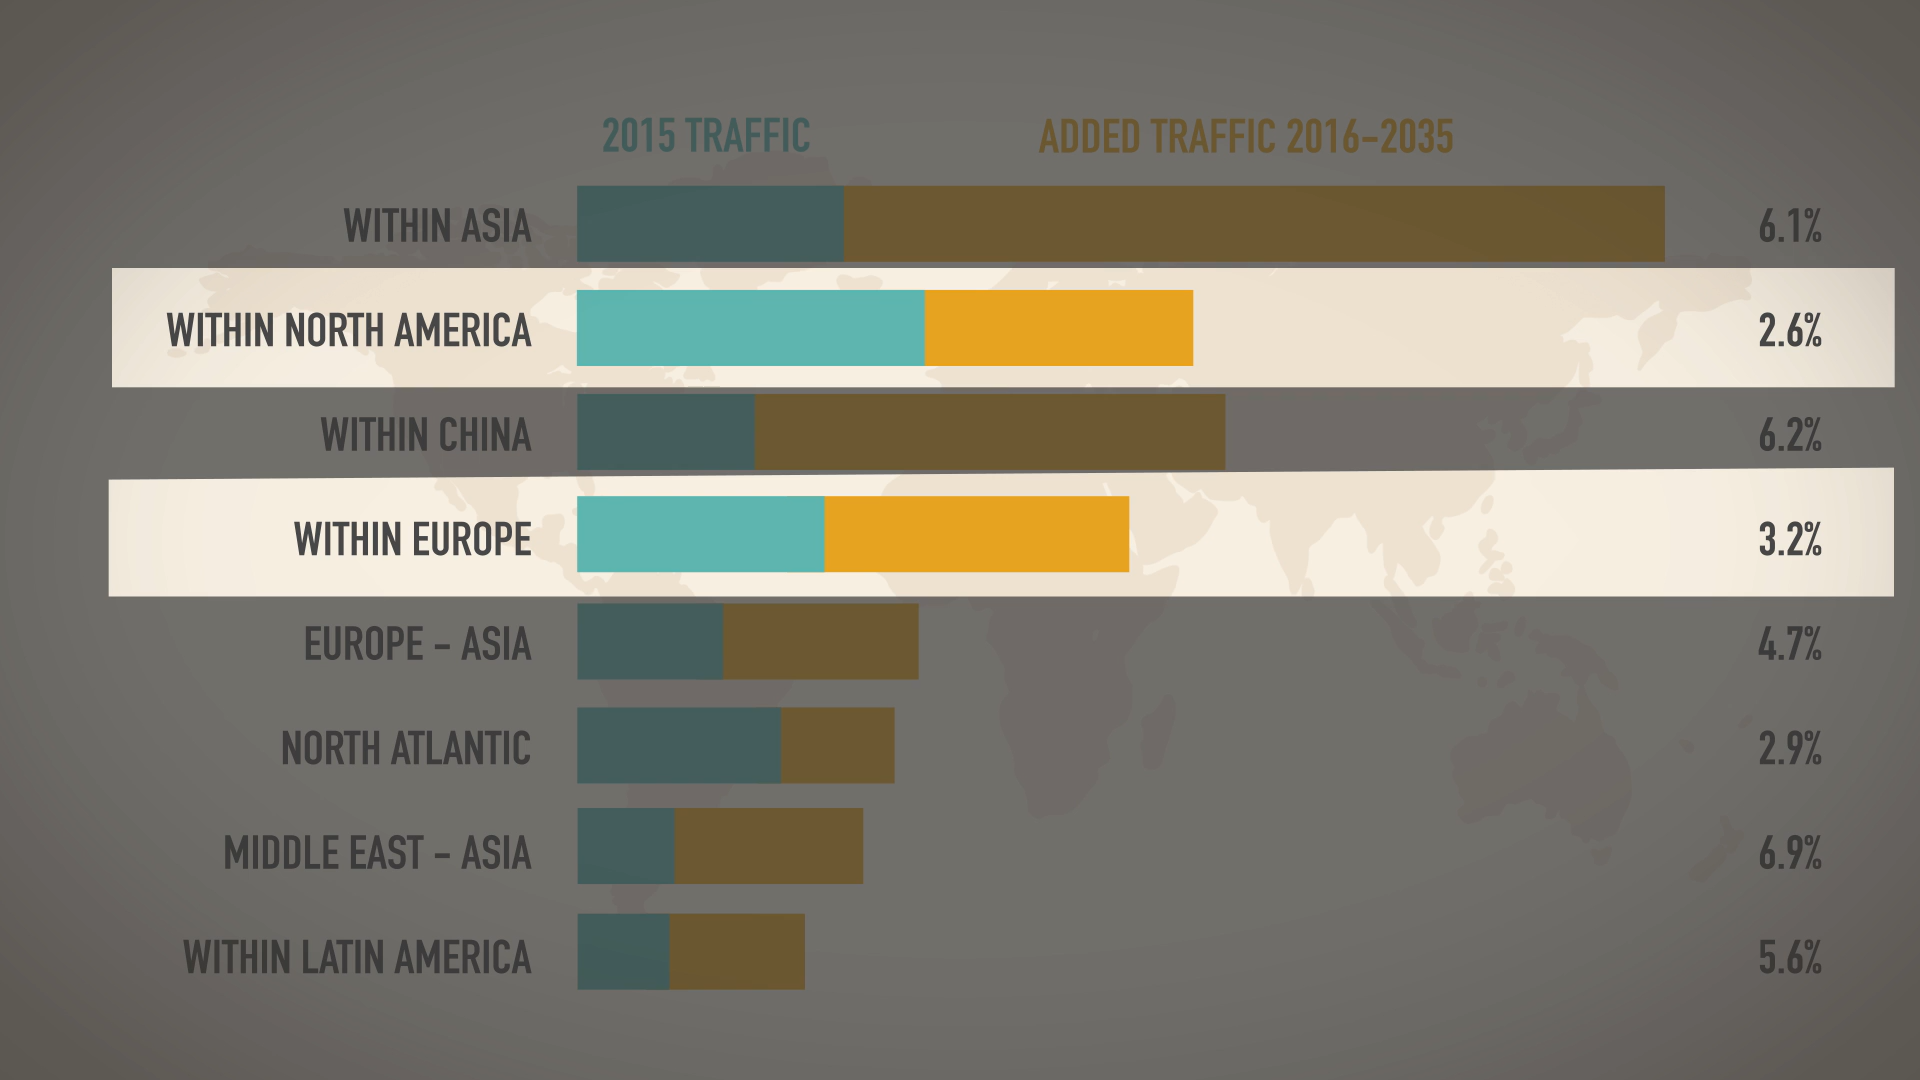 2015 TRAFFIC ADDED TRAFFIC 2016–2035
WITHIN ASIA 6.1%
WITHIN NORTH AMERICA 2.6%
WITHIN CHINA 6.2%
WITHIN EUROPE 3.2%
EUROPE – ASIA 4.7%
NORTH ATLANTIC 2.9%
MIDDLE EAST – ASIA 6.9%
WITHIN LATIN AMERICA 5.6%